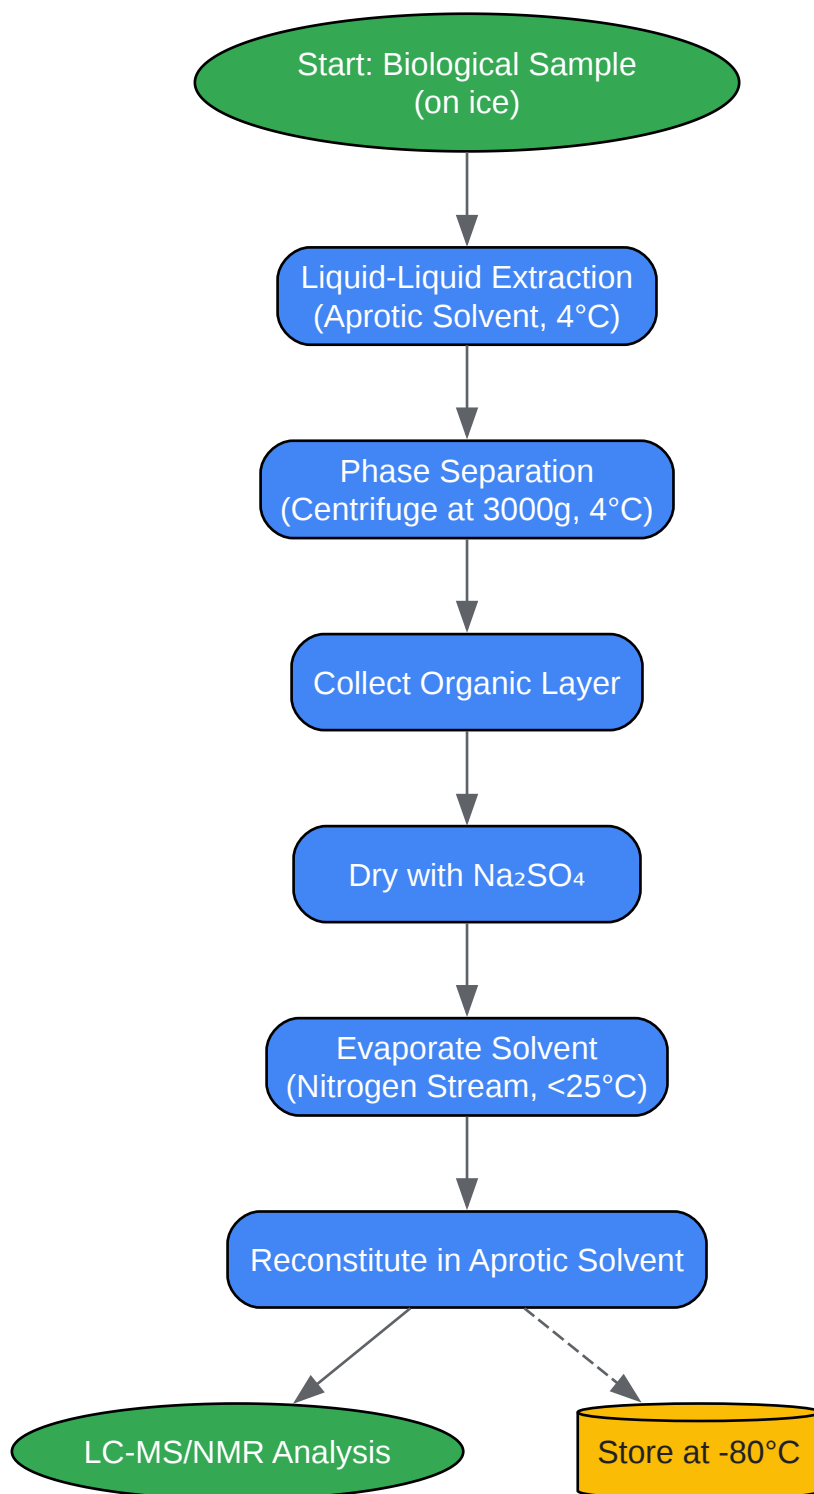 Start: Biological Sample
(on ice)
Liquid-Liquid Extraction
(Aprotic Solvent, 4°C)
Phase Separation
(Centrifuge at 3000g, 4°C)
Collect Organic Layer
Dry with Na₂SO₄
Evaporate Solvent
(Nitrogen Stream, <25°C)
Reconstitute in Aprotic Solvent
LC-MS/NMR Analysis
Store at -80°C